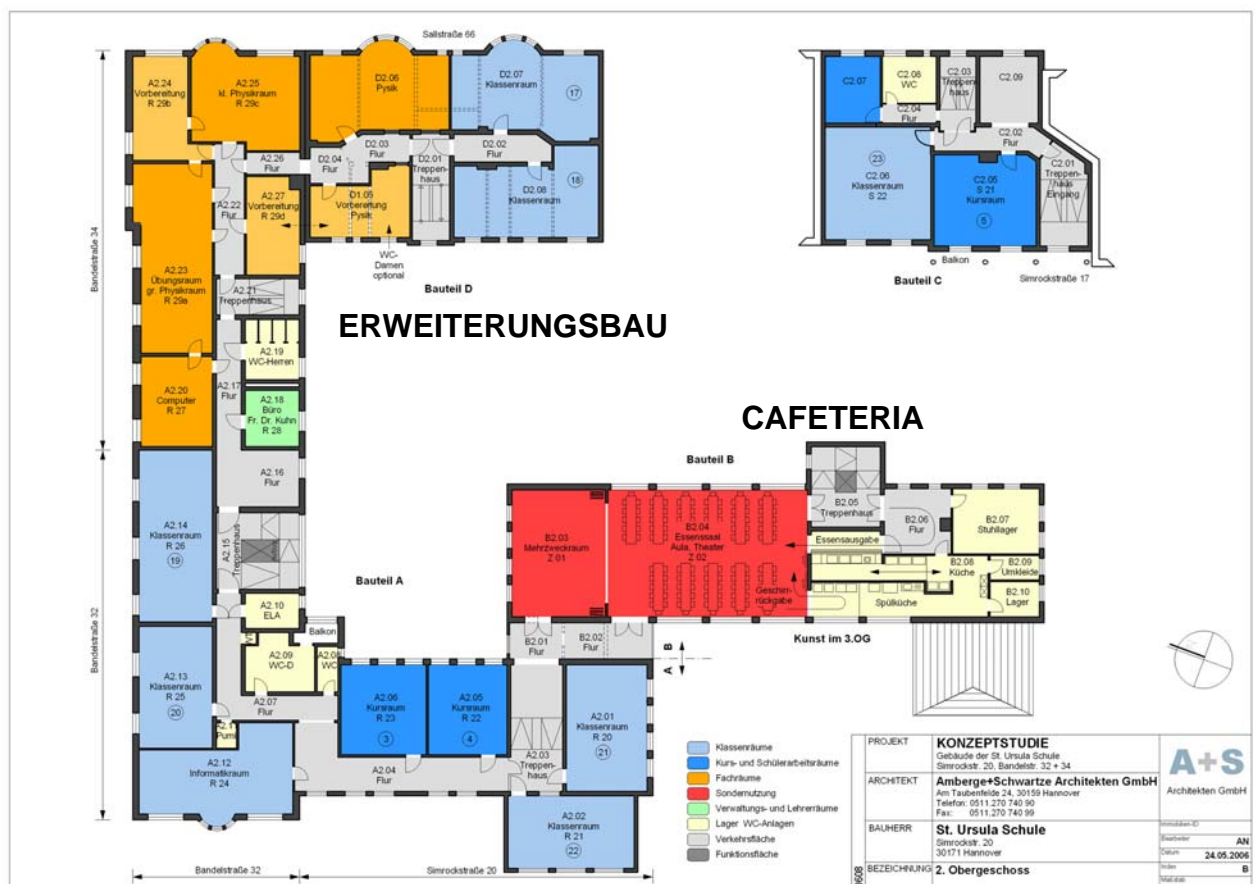 Sallstraße 66
A2.24
Vorbereitung
R 29b
A2.25
kl. Physikraum
R 29c
D2.06
Pysik
D2.07
Klassenraum
17
A2.26
Flur
D2.04
Flur
D2.03
Flur
D2.01
Treppen-
haus
D2.02
Flur
D2.08
Klassenraum
18
A2.22
Flur
A2.27
Vorbereitung
R 29d
D1.05
Vorbereitung
Pysik
WC-
Damen
optional
Bandelstraße 34
A2.23
Übungsraum
gr. Physikraum
R 29a
A2.21
Treppenhaus
Bauteil D
C2.07
C2.08
WC
C2.03
Treppen-
haus
C2.09
C2.04
Flur
C2.02
Flur
23
C2.06
Klassenraum
S 22
C2.05
S 21
Kursraum
5
C2.01
Treppen-
haus
Eingang
Balkon
Bauteil C
Simrockstraße 17
ERWEITERUNGSBAU
A2.19
WC-Herren
A2.17
Flur
A2.20
Computer
R 27
A2.18
Büro
Fr. Dr. Kuhn
R 28
CAFETERIA
A2.16
Flur
Bauteil B
A2.14
Klassenraum
R 26
19
A2.15
Treppenhaus
B2.03
Mehrzweckraum
Z 01
B2.04
Essenssaal
Aula, Theater
Z 02
B2.05
Treppenhaus
B2.06
Flur
B2.07
Stuhllager
Essensausgabe
B2.08
Küche
B2.09
Umkleide
B2.10
Lager
Geschirr-
rückgabe
Spülküche
Bauteil A
Bandelstraße 32
A2.10
ELA
Balkon
A2.09
WC-D
A2.08
WC
B2.01
Flur
B2.02
Flur
B
A
Kunst im 3.OG
A2.13
Klassenraum
R 25
20
A2.07
Flur
A2.11
Pumi
A2.06
Kursraum
R 23
3
A2.05
Kursraum
R 22
4
A2.01
Klassenraum
R 20
21
A2.12
Informatikraum
R 24
A2.04
Flur
A2.03
Treppen-
haus
A2.02
Klassenraum
R 21
22
Bandelstraße 32
Simrockstraße 20
Klassenräume
Kurs- und Schülerarbeitsräume
Fachräume
Sondernutzung
Verwaltungs- und Lehrerräume
Lager WC-Anlagen
Verkehrsfläche
Funktionsfläche
PROJEKT
KONZEPTSTUDIE
Gebäude der St. Ursula Schule
Simrockstr. 20, Bandelstr. 32 + 34
ARCHITEKT
Amberge+Schwartze Architekten GmbH
Am Taubenfelde 24, 30159 Hannover
Telefon: 0511.270 740 90
Fax: 0511.270 740 99
A+S
Architekten GmbH
BAUHERR
St. Ursula Schule
Simrockstr. 20
30171 Hannover
Immobilien-ID
Bearbeiter AN
Datum 24.05.2006
BEZEICHNUNG
2. Obergeschoss
Index B
Maßstab
0608